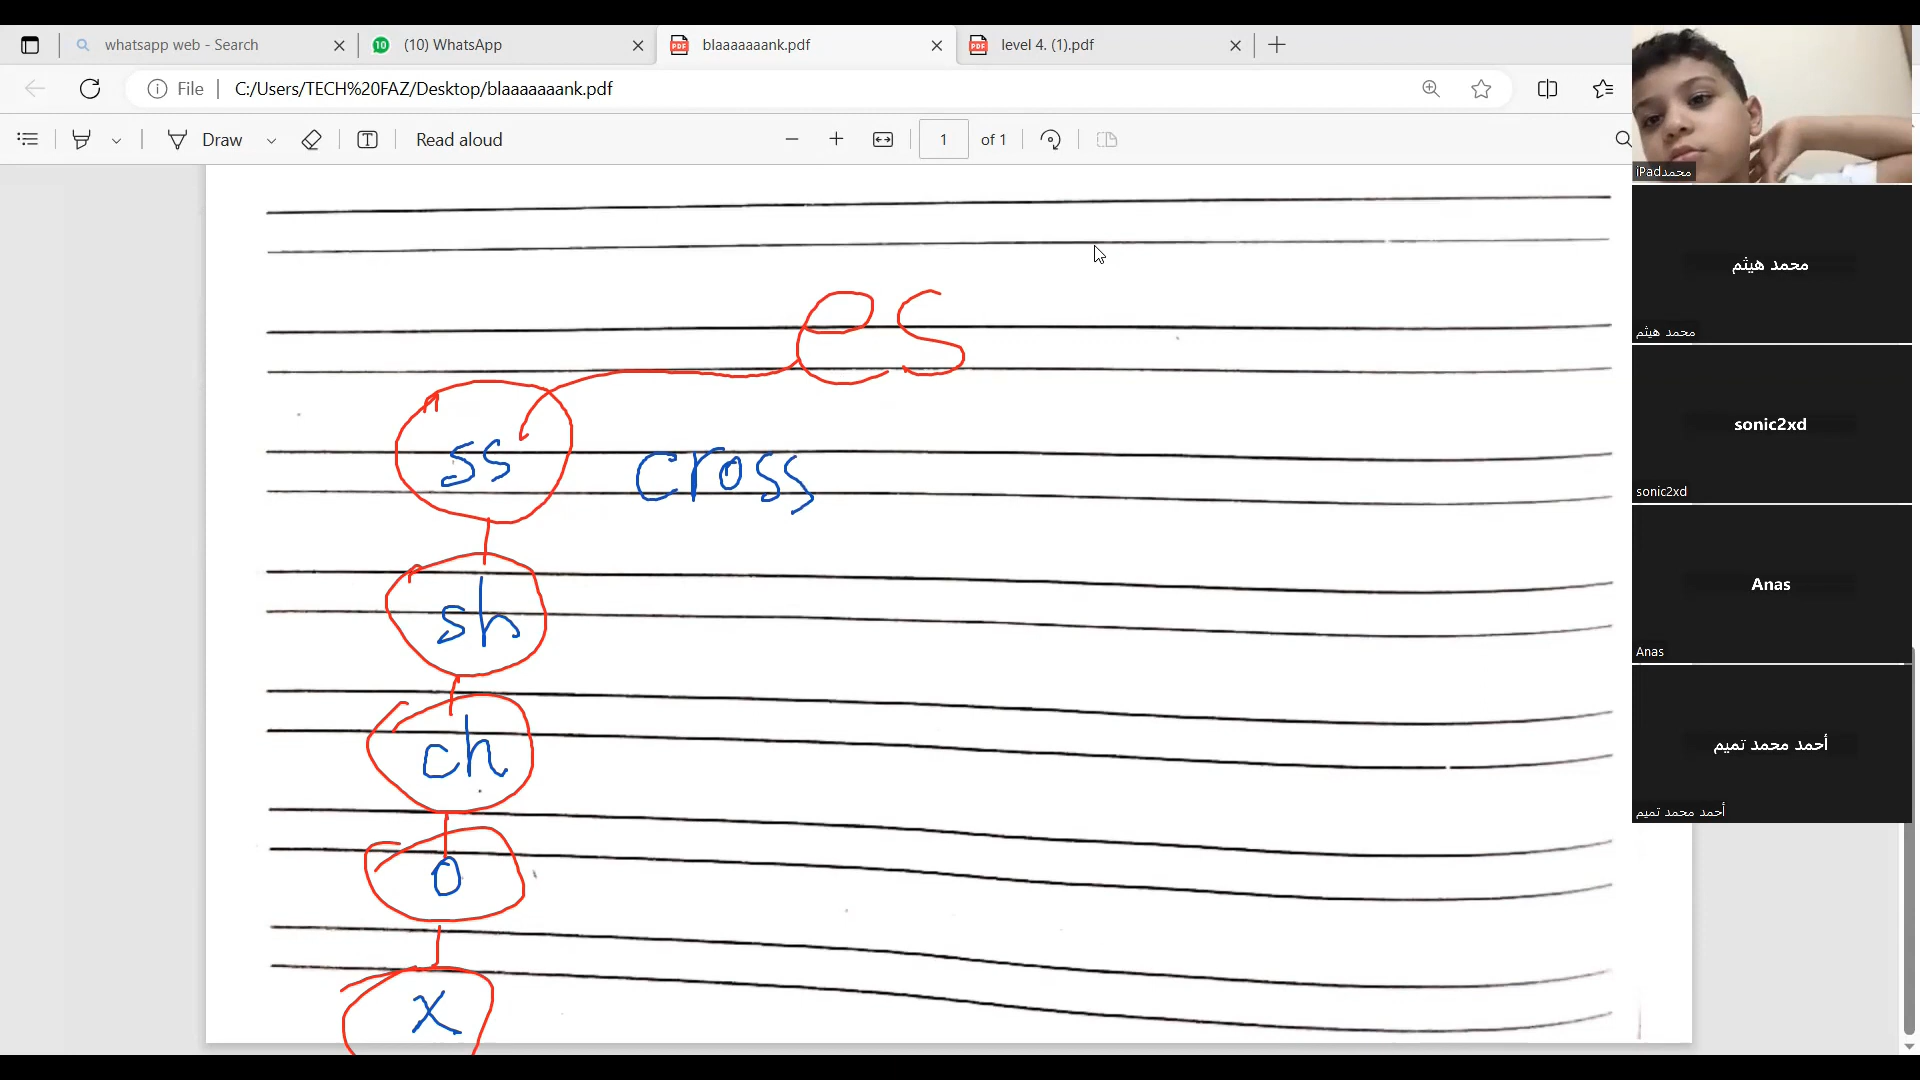 whatsapp web - Search
(10) WhatsApp
blaaaaaaank.pdf
level 4. (1).pdf
File
C:/Users/TECH%20FAZ/Desktop/blaaaaaaank.pdf
Draw
Read aloud
1
of 1
es
ss cross
sh
ch
o
x
iPadمحمد
محمد هيثم
محمد هيثم
sonic2xd
sonic2xd
Anas
Anas
أحمد محمد تميم
أحمد محمد تميم